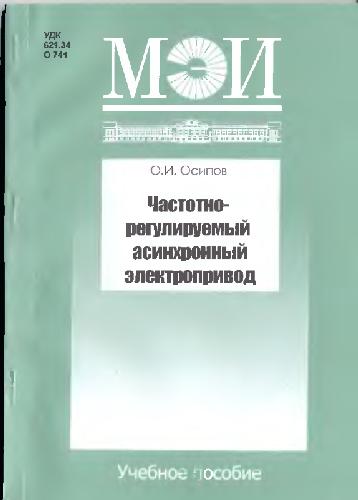 УДК
621.34
О 741
МЭИ
О.И. Осипов
Частотно-
регулируемый
асинхронный
электропривод
Учебное пособие